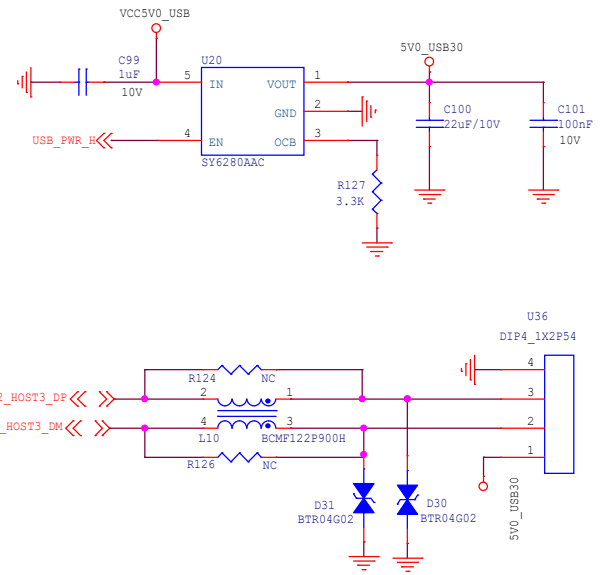 VCC5V0_USB
C99
1uF
10V
U20
5 IN
VOUT 1
GND 2
4 EN
OCB 3
SY6280AAC
USB_PWR_H
5V0_USB30
C100
22uF/10V
C101
100nF
10V
R127
3.3K
U36
DIP4_1X2P54
R124 NC
2_HOST3_DP
2 1
4
3
_HOST3_DM
4 3
2
L10 BCMF122P900H
R126 NC
1
5V0_USB30
D31
BTR04G02
D30
BTR04G02